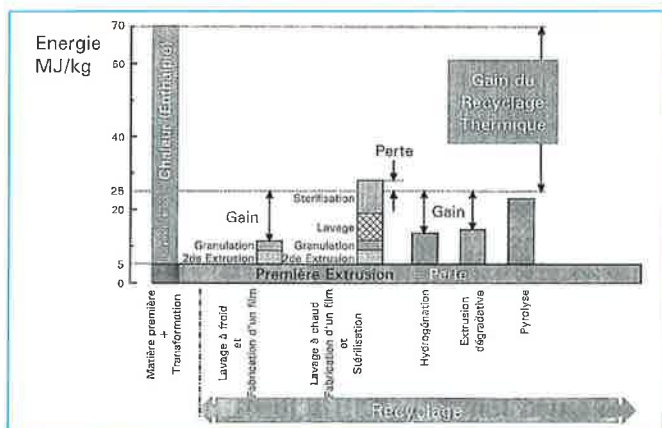 Energie
MJ/kg
70
60
40
25
20
5
0
Chaleur (Enthalpie)
Gain du
Recyclage
Thermique
Perte
Stérilisation
Lavage
Granulation
2de Extrusion
Gain
Granulation
2de Extrusion
Gain
Première Extrusion = Perte
Matière première
+
Transformation
Lavage à froid
et
Fabrication d'un film
Lavage à chaud
Fabrication d'un film
ot
Stérilisation
Hydrogénation
Extrusion
dégradative
Pyrolyse
Recyclage